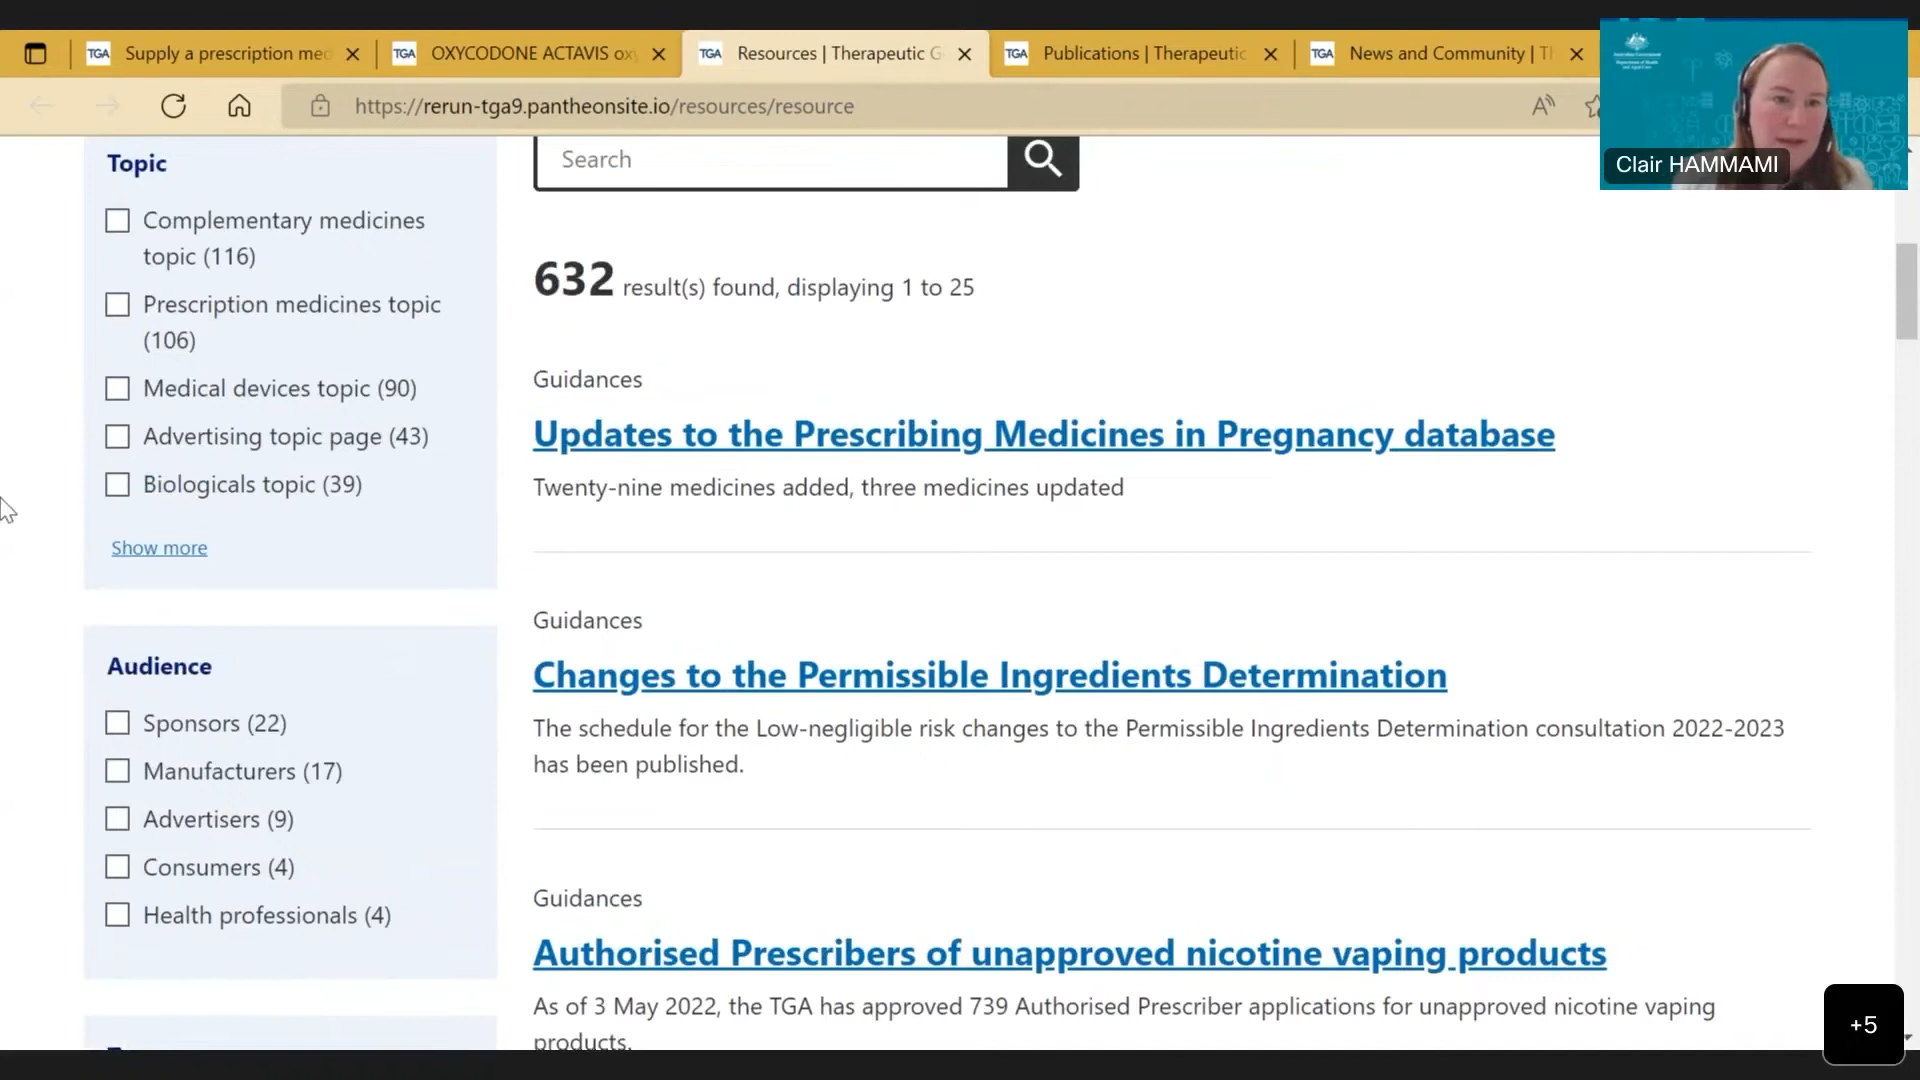 TGA Supply a prescription med
TGA OXYCODONE ACTAVIS oxy
TGA Resources | Therapeutic G
TGA Publications | Therapeutic
TGA News and Community | T
https://rerun-tga9.pantheonsite.io/resources/resource
Clair HAMMAMI
Topic
Complementary medicines
topic (116)
Prescription medicines topic
(106)
Medical devices topic (90)
Advertising topic page (43)
Biologicals topic (39)
Show more
Audience
Sponsors (22)
Manufacturers (17)
Advertisers (9)
Consumers (4)
Health professionals (4)
Search
632 result(s) found, displaying 1 to 25
Guidances
Updates to the Prescribing Medicines in Pregnancy database
Twenty-nine medicines added, three medicines updated
Guidances
Changes to the Permissible Ingredients Determination
The schedule for the Low-negligible risk changes to the Permissible Ingredients Determination consultation 2022-2023
has been published.
Guidances
Authorised Prescribers of unapproved nicotine vaping products
As of 3 May 2022, the TGA has approved 739 Authorised Prescriber applications for unapproved nicotine vaping
products.
+5